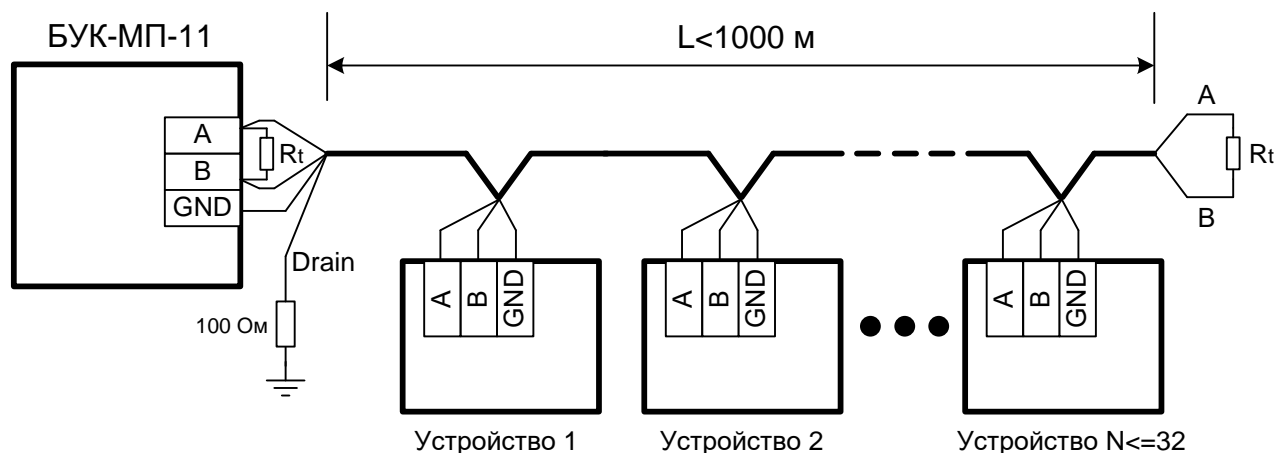 БУК-МП-11
L<1000 м
A
B
GND
Rt
Drain
100 Ом
A
Rt
B
A
B
GND
A
B
GND
A
B
GND
Устройство 1
Устройство 2
Устройство N<=32